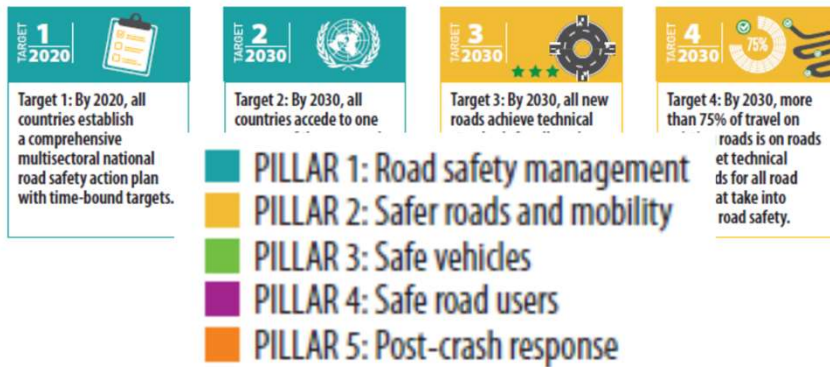 TARGET 1 2020
Target 1: By 2020, all
countries establish
a comprehensive
multisectoral national
road safety action plan
with time-bound targets.
TARGET 2 2030
Target 2: By 2030, all
countries accede to one
TARGET 3 2030
Target 3: By 2030, all new
roads achieve technical
TARGET 4 2030
75%
Target 4: By 2030, more
than 75% of travel on
roads is on roads
et technical
ds for all road
at take into
road safety.
PILLAR 1: Road safety management
PILLAR 2: Safer roads and mobility
PILLAR 3: Safe vehicles
PILLAR 4: Safe road users
PILLAR 5: Post-crash response